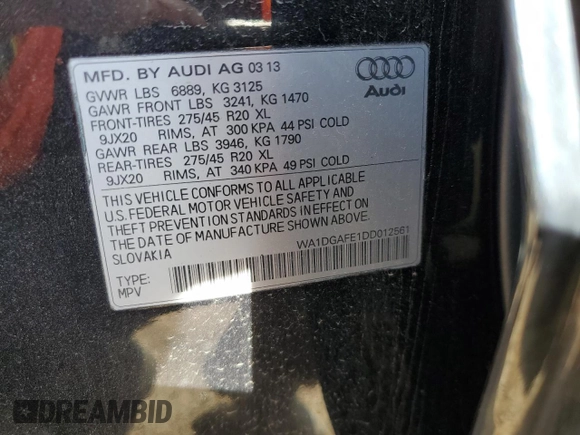 MFD. BY AUDI AG 03 13
GVWR LBS 6889, KG 3125
GAWR FRONT LBS 3241, KG 1470
FRONT-TIRES 275/45 R20 XL
9JX20 RIMS, AT 300 KPA 44 PSI COLD
GAWR REAR LBS 3946, KG 1790
REAR-TIRES 275/45 R20 XL
9JX20 RIMS, AT 340 KPA 49 PSI COLD
THIS VEHICLE CONFORMS TO ALL APPLICABLE
U.S. FEDERAL MOTOR VEHICLE SAFETY AND
THEFT PREVENTION STANDARDS IN EFFECT ON
THE DATE OF MANUFACTURE SHOWN ABOVE.
SLOVAKIA
Audi
WA1DGAFE1DD012561
TYPE:
MPV
DREAMBID